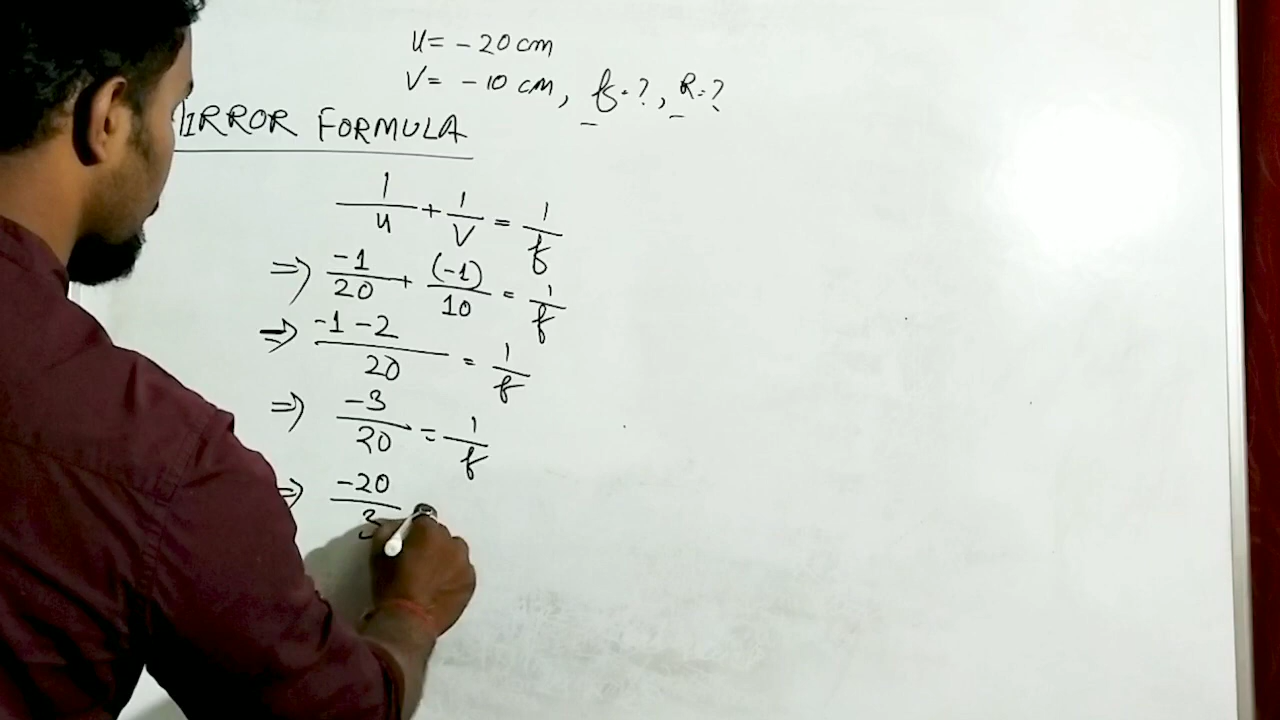 u = - 20 cm
V = - 10 cm, f = ?, R = ?
IRROR FORMULA
1/u + 1/V = 1/f
⇒ -1/20 + (-1)/10 = 1/f
⇒ -1 - 2/20 = 1/f
⇒ -3/20 = 1/f
⇒ -20/3